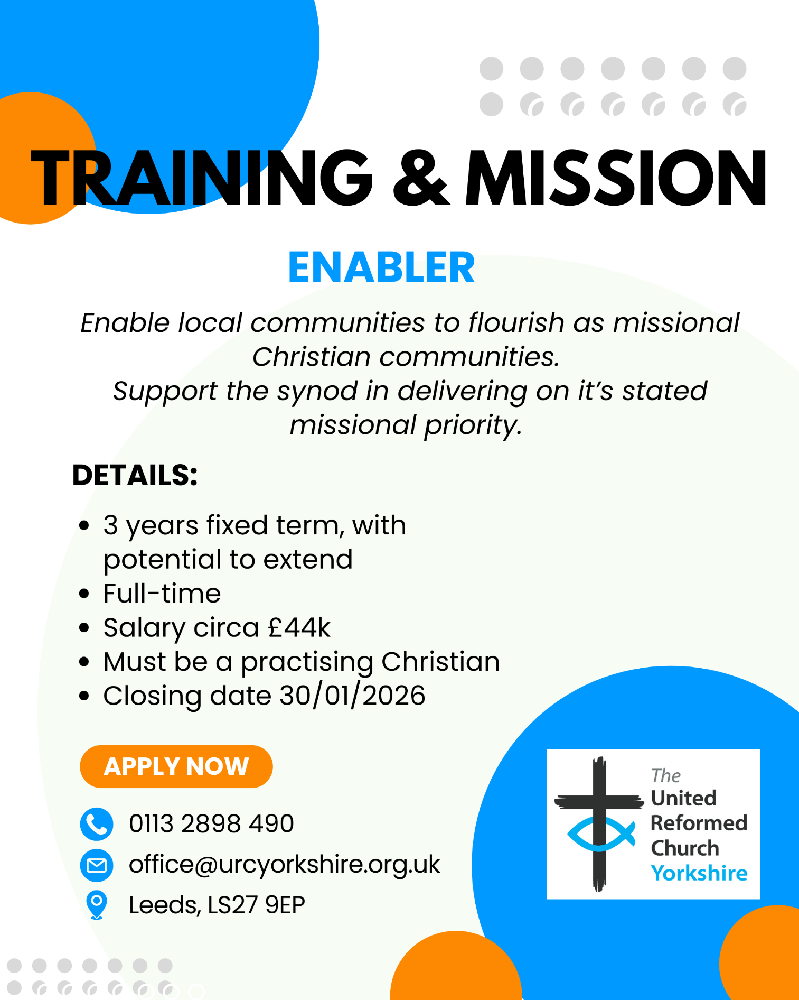 TRAINING & MISSION
ENABLER
Enable local communities to flourish as missional
Christian communities.
Support the synod in delivering on it’s stated
missional priority.
DETAILS:
• 3 years fixed term, with
potential to extend
• Full-time
• Salary circa £44k
• Must be a practising Christian
• Closing date 30/01/2026
APPLY NOW
0113 2898 490
office@urcyorkshire.org.uk
Leeds, LS27 9EP
The
United
Reformed
Church
Yorkshire